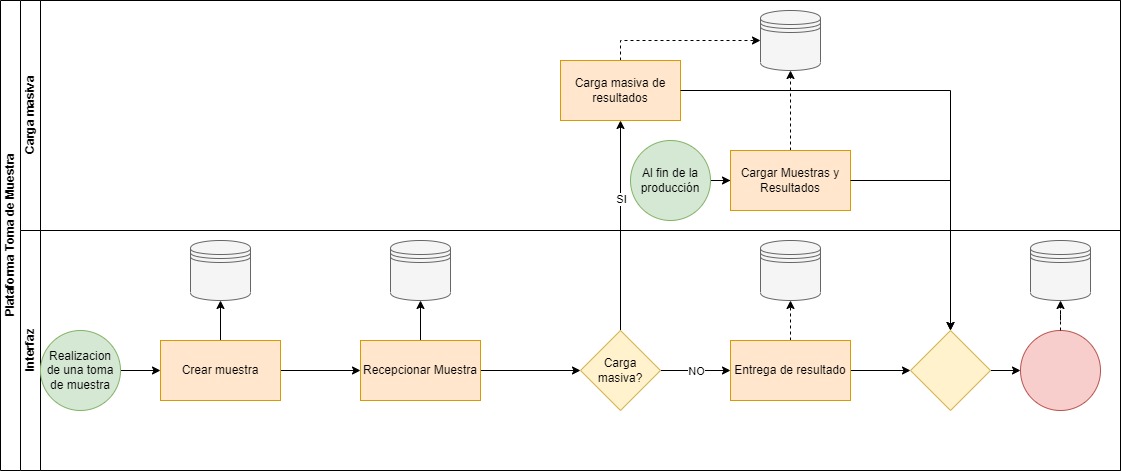 Plataforma Toma de Muestra
Carga masiva
Carga masiva de
resultados
Al fin de la
producción
Cargar Muestras y
Resultados
SI
Interfaz
Realizacion
de una toma
de muestra
Crear muestra
Recepcionar Muestra
Carga
masiva?
NO
Entrega de resultado